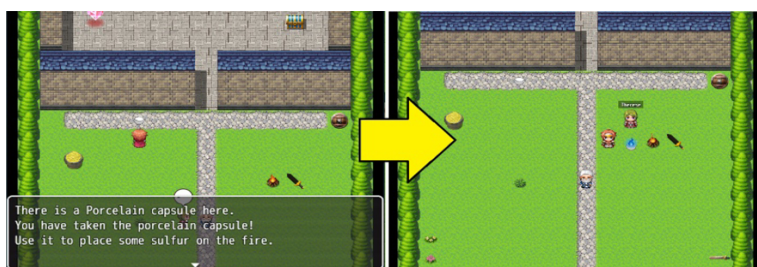 There is a Porcelain capsule here.
You have taken the porcelain capsule!
Use it to place some sulfur on the fire.